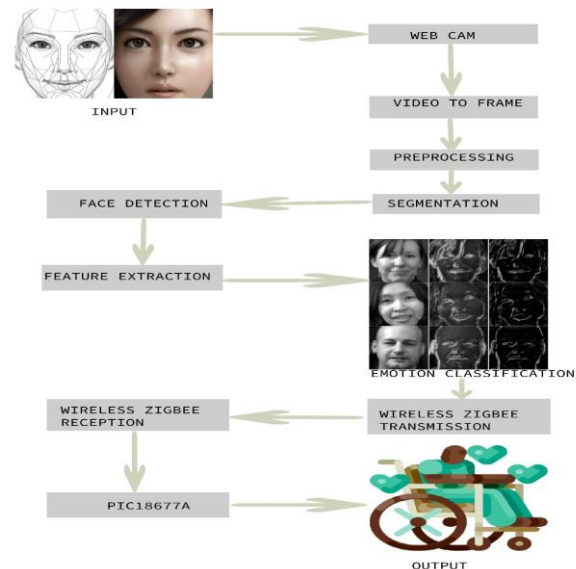 WEB CAM
INPUT
VIDEO TO FRAME
PREPROCESSING
SEGMENTATION
FACE DETECTION
FEATURE EXTRACTION
EMOTION CLASSIFICATION
WIRELESS ZIGBEE
TRANSMISSION
WIRELESS ZIGBEE
RECEPTION
PIC18677A
OUTPUT